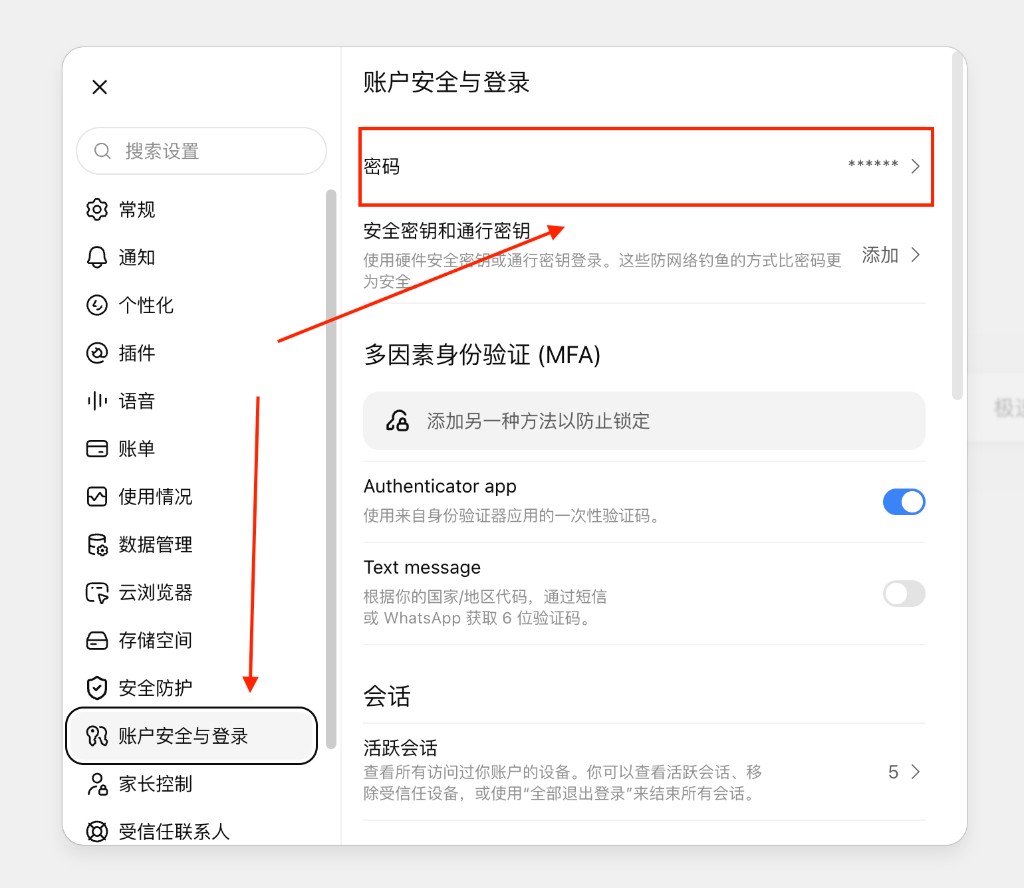 搜索设置
常规
通知
个性化
插件
语音
账单
使用情况
数据管理
云浏览器
存储空间
安全防护
账户安全与登录
家长控制
受信任联系人
账户安全与登录
密码
******
安全密钥和通行密钥
使用硬件安全密钥或通行密钥登录。这些防网络钓鱼的方式比密码更
为安全。
添加
多因素身份验证 (MFA)
添加另一种方法以防止锁定
Authenticator app
使用来自身份验证器应用的一次性验证码。
Text message
根据你的国家/地区代码，通过短信
或 WhatsApp 获取 6 位验证码。
会话
活跃会话
查看所有访问过你账户的设备。你可以查看活跃会话、移
除受信任设备，或使用“全部退出登录”来结束所有会话。
5